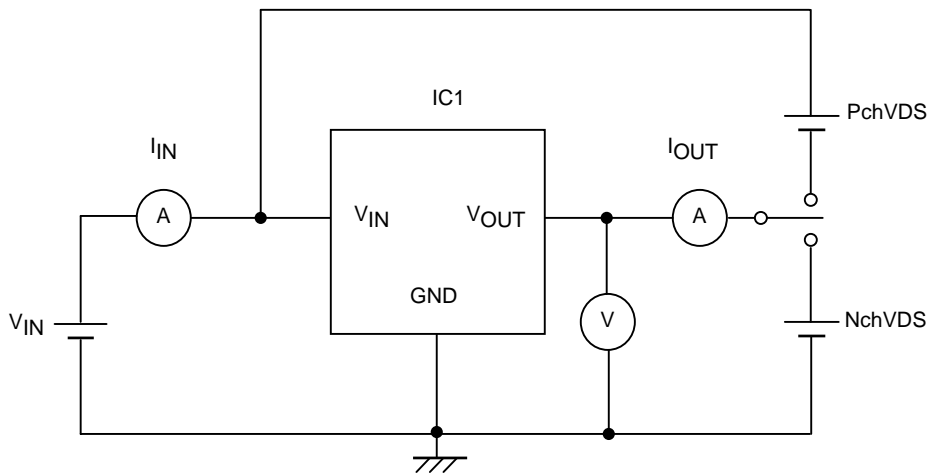 IC1
PchVDS
IIN
IOUT
A
VIN
VOUT
A
GND
VIN
V
NchVDS